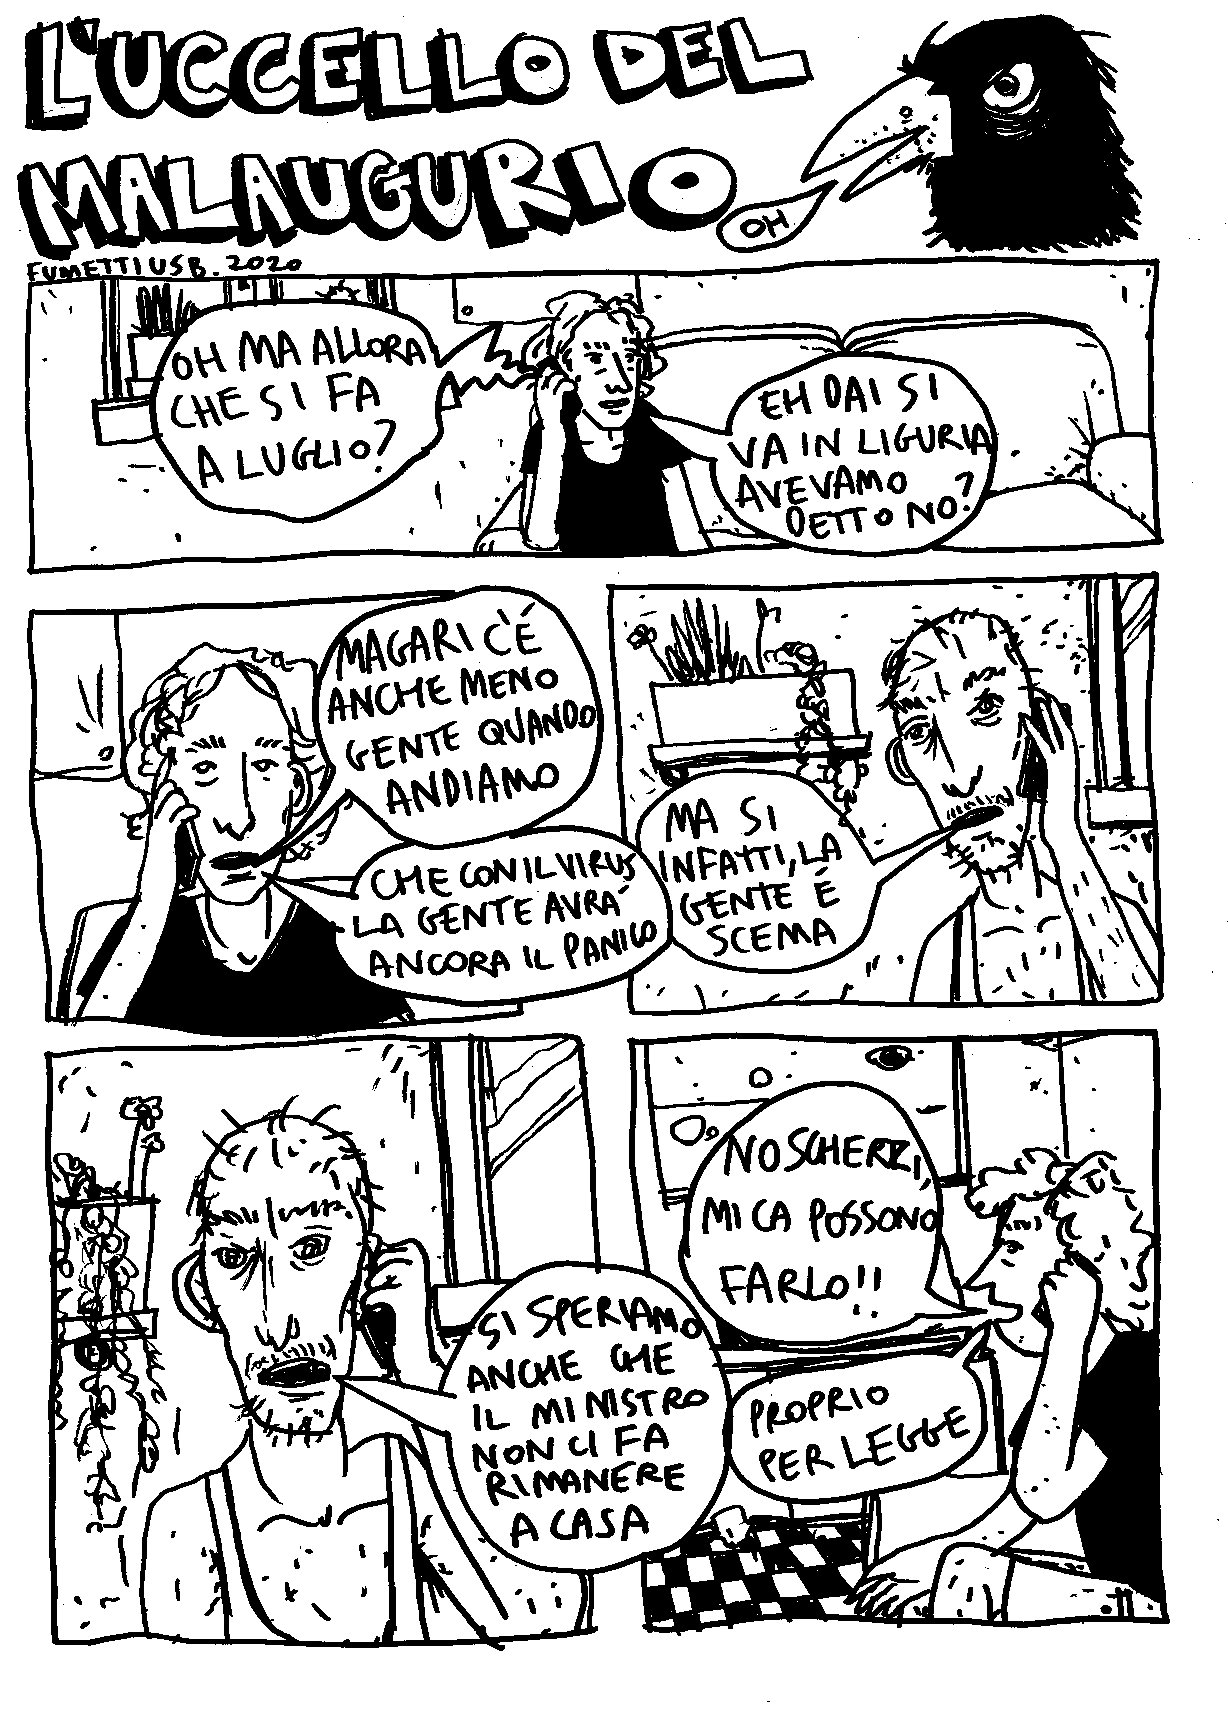 L'UCCELLO DEL
MALAUGURIO
OH
FUMETTIUSB. 2020
OH MA ALLORA
CHE SI FA
A LUGLIO?
EH DAI SI
VA IN LIGURIA
AVEVAMO
DETTO NO?
MAGARI C'É
ANCHE MENO
GENTE QUANDO
ANDIAMO
CHE CON IL VIRUS
LA GENTE AVRA'
ANCORA IL PANICO
MA SI
INFATTI, LA
GENTE É
SCEMA
SI SPERIAMO
ANCHE CHE
IL MINISTRO
NON CI FA
RIMANERE
A CASA
NO SCHERZI,
MICA POSSONO
FARLO!!
PROPRIO
PER LEGGE